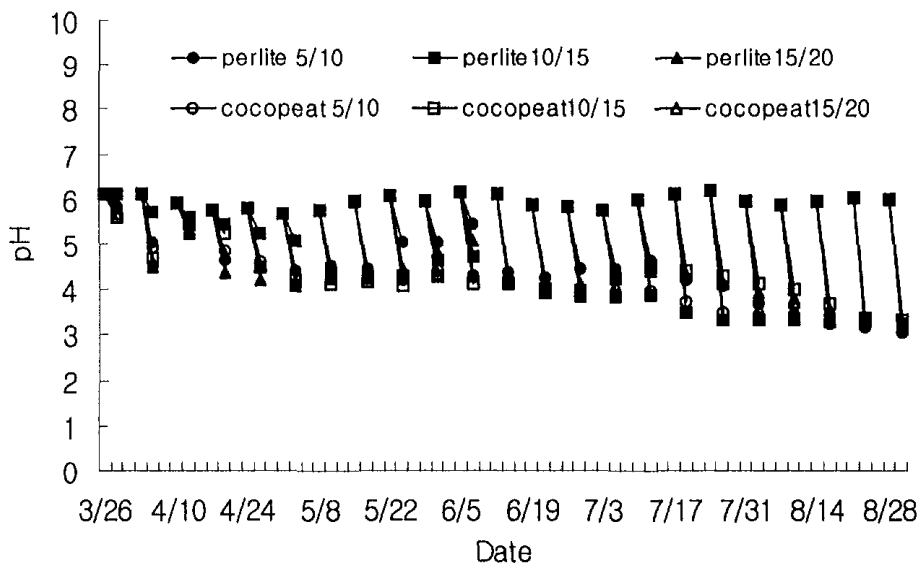 10
9
8
7
6
5
4
3
2
1
0
pH
perlite 5/10
perlite10/15
perlite15/20
cocopeat 5/10
cocopeat10/15
cocopeat15/20
3/26 4/10 4/24 5/8 5/22 6/5 6/19 7/3 7/17 7/31 8/14 8/28
Date